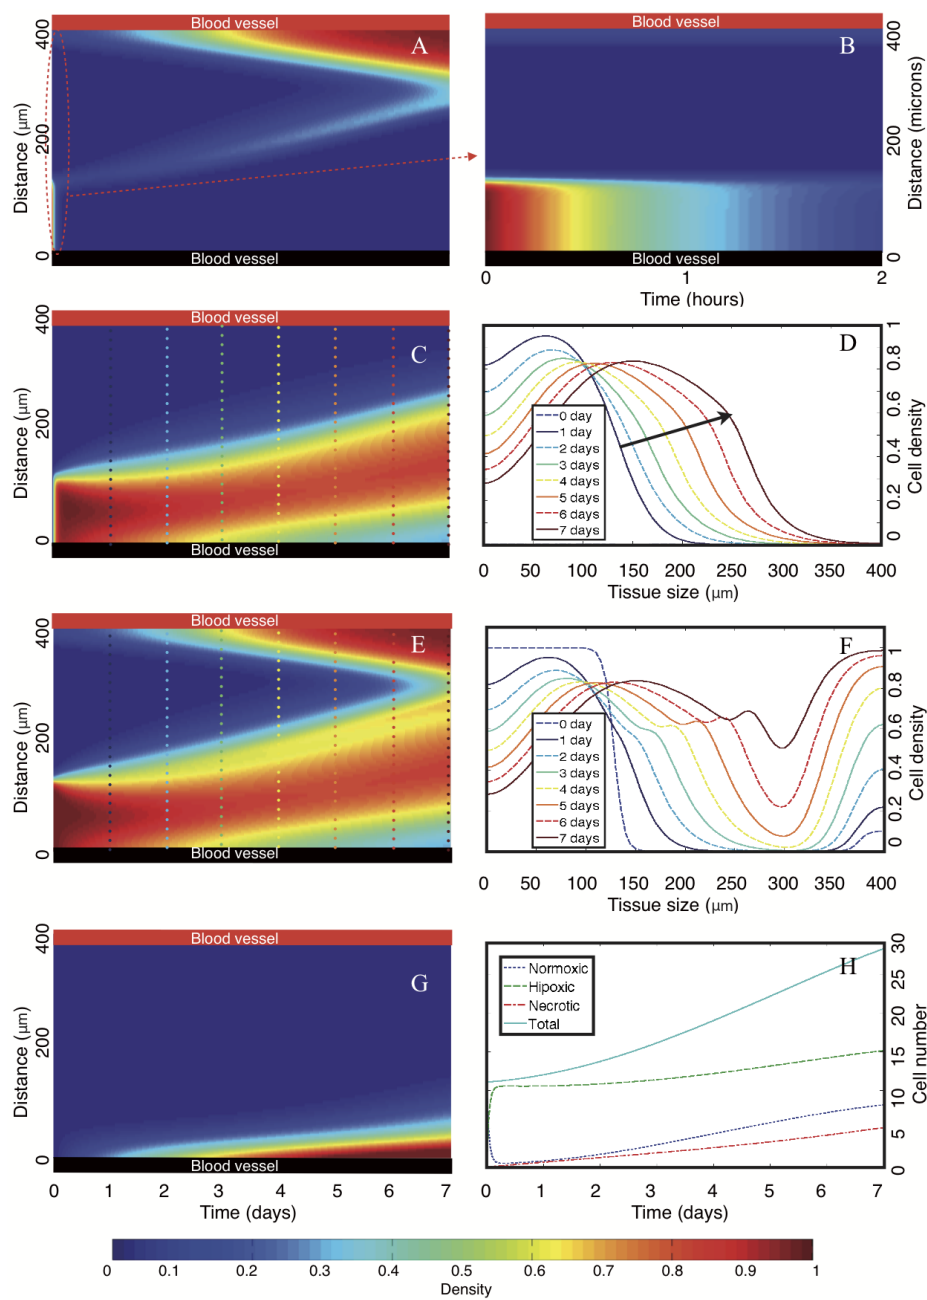 Blood vessel
A
400
200
0
Distance (μm)
Blood vessel
Blood vessel
B
400
200
0
Distance (microns)
Blood vessel
0
1
2
Time (hours)
Blood vessel
C
400
200
0
Distance (μm)
Blood vessel
D
0 day
1 day
2 days
3 days
4 days
5 days
6 days
7 days
1
0.8
0.6
0.4
0.2
0
Cell density
0 50 100 150 200 250 300 350 400
Tissue size (μm)
Blood vessel
E
400
200
0
Distance (μm)
Blood vessel
F
0 day
1 day
2 days
3 days
4 days
5 days
6 days
7 days
1
0.8
0.6
0.4
0.2
0
Cell density
0 50 100 150 200 250 300 350 400
Tissue size (μm)
Blood vessel
G
400
200
0
Distance (μm)
Blood vessel
0 1 2 3 4 5 6 7
Time (days)
H
Normoxic
Hipoxic
Necrotic
Total
30
25
20
15
10
5
0
Cell number
0 1 2 3 4 5 6 7
Time (days)
0 0.1 0.2 0.3 0.4 0.5 0.6 0.7 0.8 0.9 1
Density